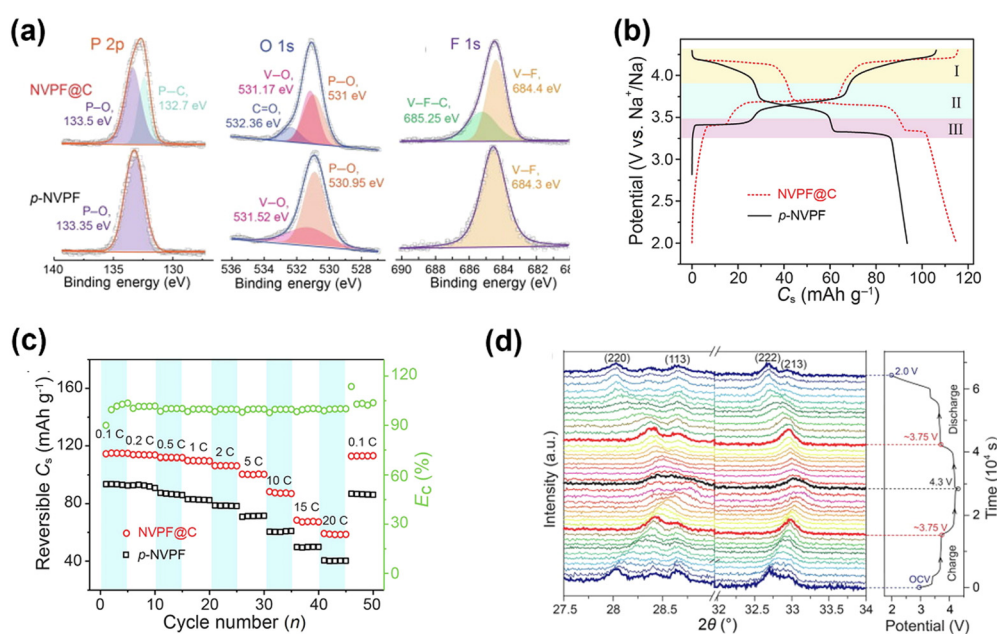 (a)
P 2p
O 1s
F 1s
NVPF@C
P–O,
133.5 eV
P–C,
132.7 eV
V–O,
531.17 eV
C=O,
532.36 eV
P–O,
531 eV
V–F–C,
685.25 eV
V–F,
684.4 eV
p-NVPF
P–O,
133.35 eV
V–O,
531.52 eV
P–O,
530.95 eV
V–F,
684.3 eV
139 133 127
536 533 530 527
690 688 686 684 682 680
Binding energy (eV)
Binding energy (eV)
Binding energy (eV)
(b)
Potential (V vs. Na⁺/Na)
4.0
3.5
3.0
2.5
2.0
I
II
III
NVPF@C
p-NVPF
0 20 40 60 80 100 120
Cs (mAh g⁻¹)
(c)
Reversible Cs (mAh g⁻¹)
160
120
80
40
0.1 C 0.2 C 0.5 C 1 C 2 C 5 C 10 C 15 C 20 C 0.1 C
NVPF@C
p-NVPF
120
90
60
30
0
EC (%)
0 10 20 30 40 50
Cycle number (n)
(d)
Intensity (a.u.)
(220) (113) (222) (213)
27.5 28 28.5 29 32 32.5 33 33.5 34
2θ (°)
2.0 V
~3.75 V
4.3 V
~3.75 V
OCV
Discharge
Charge
6
4
2
0
Time (10⁴ s)
2 3 4
Potential (V)